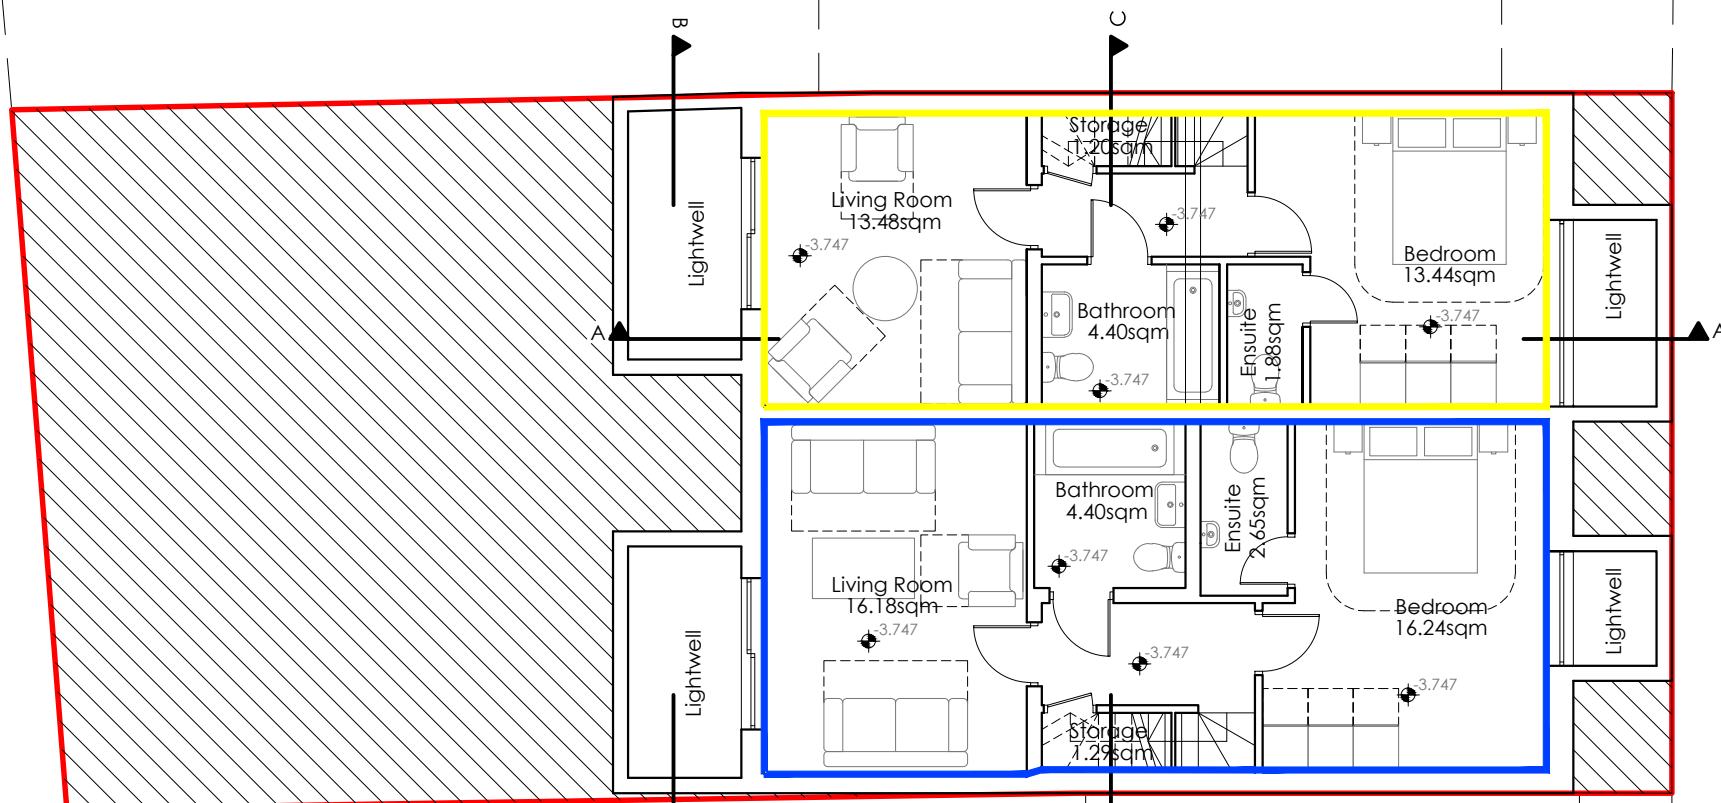 B
C
Storage
1.20sqm
Living Room
13.48sqm
-3.747
-3.747
Lightwell
Bedroom
13.44sqm
Lightwell
A
Bathroom
4.40sqm
Ensuite
1.88sqm
-3.747
A
-3.747
Bathroom
4.40sqm
Ensuite
2.65sqm
-3.747
Living Room
16.18sqm
-3.747
Lightwell
-3.747
Bedroom
16.24sqm
Lightwell
-3.747
Storage
1.29sqm